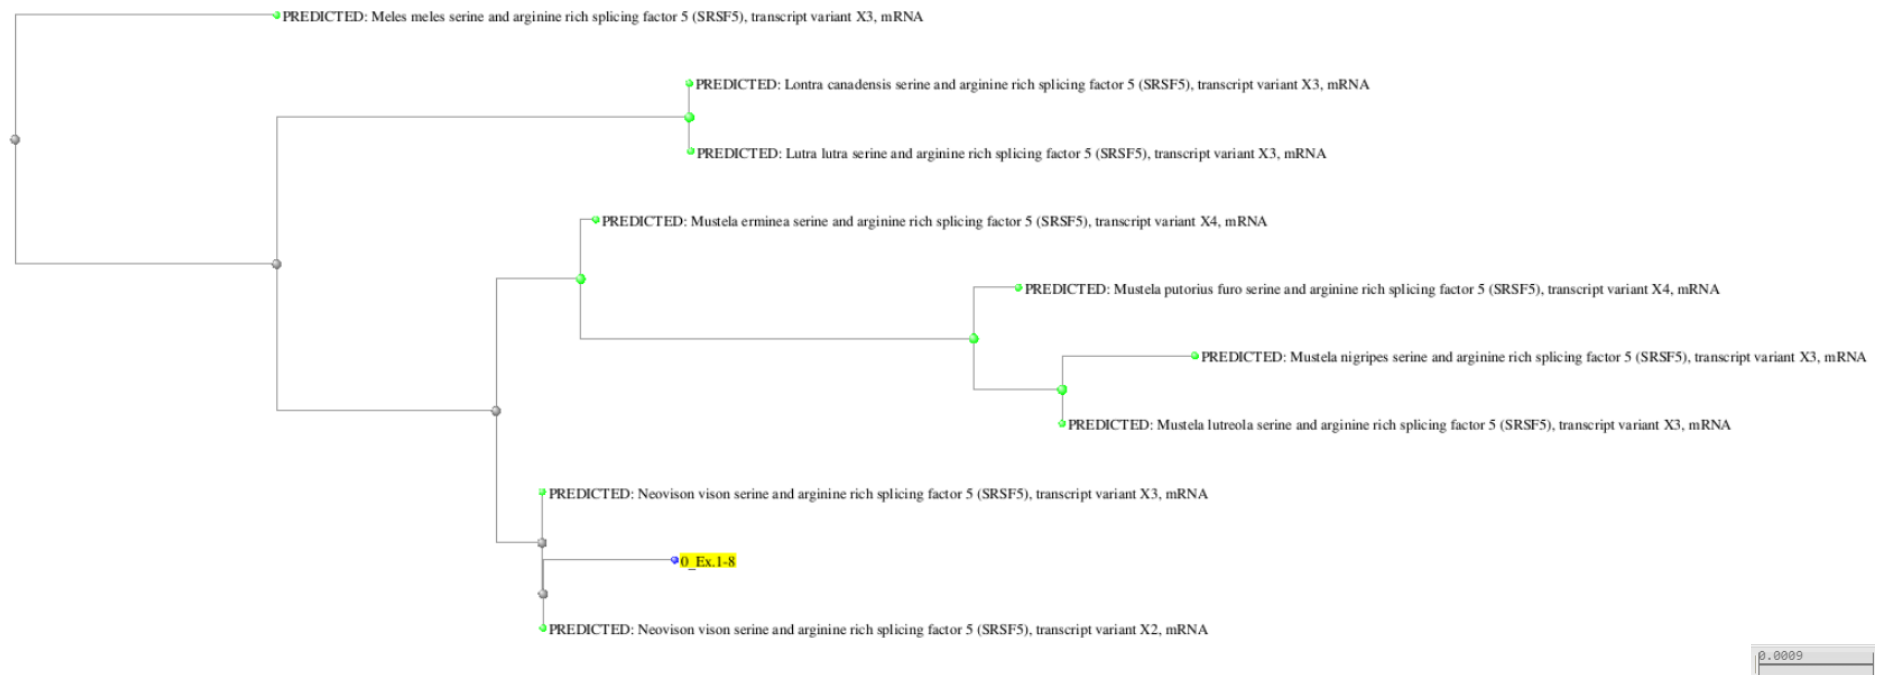 PREDICTED: Meles meles serine and arginine rich splicing factor 5 (SRSF5), transcript variant X3, mRNA
PREDICTED: Lontra canadensis serine and arginine rich splicing factor 5 (SRSF5), transcript variant X3, mRNA
PREDICTED: Lutra lutra serine and arginine rich splicing factor 5 (SRSF5), transcript variant X3, mRNA
PREDICTED: Mustela erminea serine and arginine rich splicing factor 5 (SRSF5), transcript variant X4, mRNA
PREDICTED: Mustela putorius furo serine and arginine rich splicing factor 5 (SRSF5), transcript variant X4, mRNA
PREDICTED: Mustela nigripes serine and arginine rich splicing factor 5 (SRSF5), transcript variant X3, mRNA
PREDICTED: Mustela lutreola serine and arginine rich splicing factor 5 (SRSF5), transcript variant X3, mRNA
PREDICTED: Neovison vison serine and arginine rich splicing factor 5 (SRSF5), transcript variant X3, mRNA
0_Ex.1-8
PREDICTED: Neovison vison serine and arginine rich splicing factor 5 (SRSF5), transcript variant X2, mRNA
0.0009